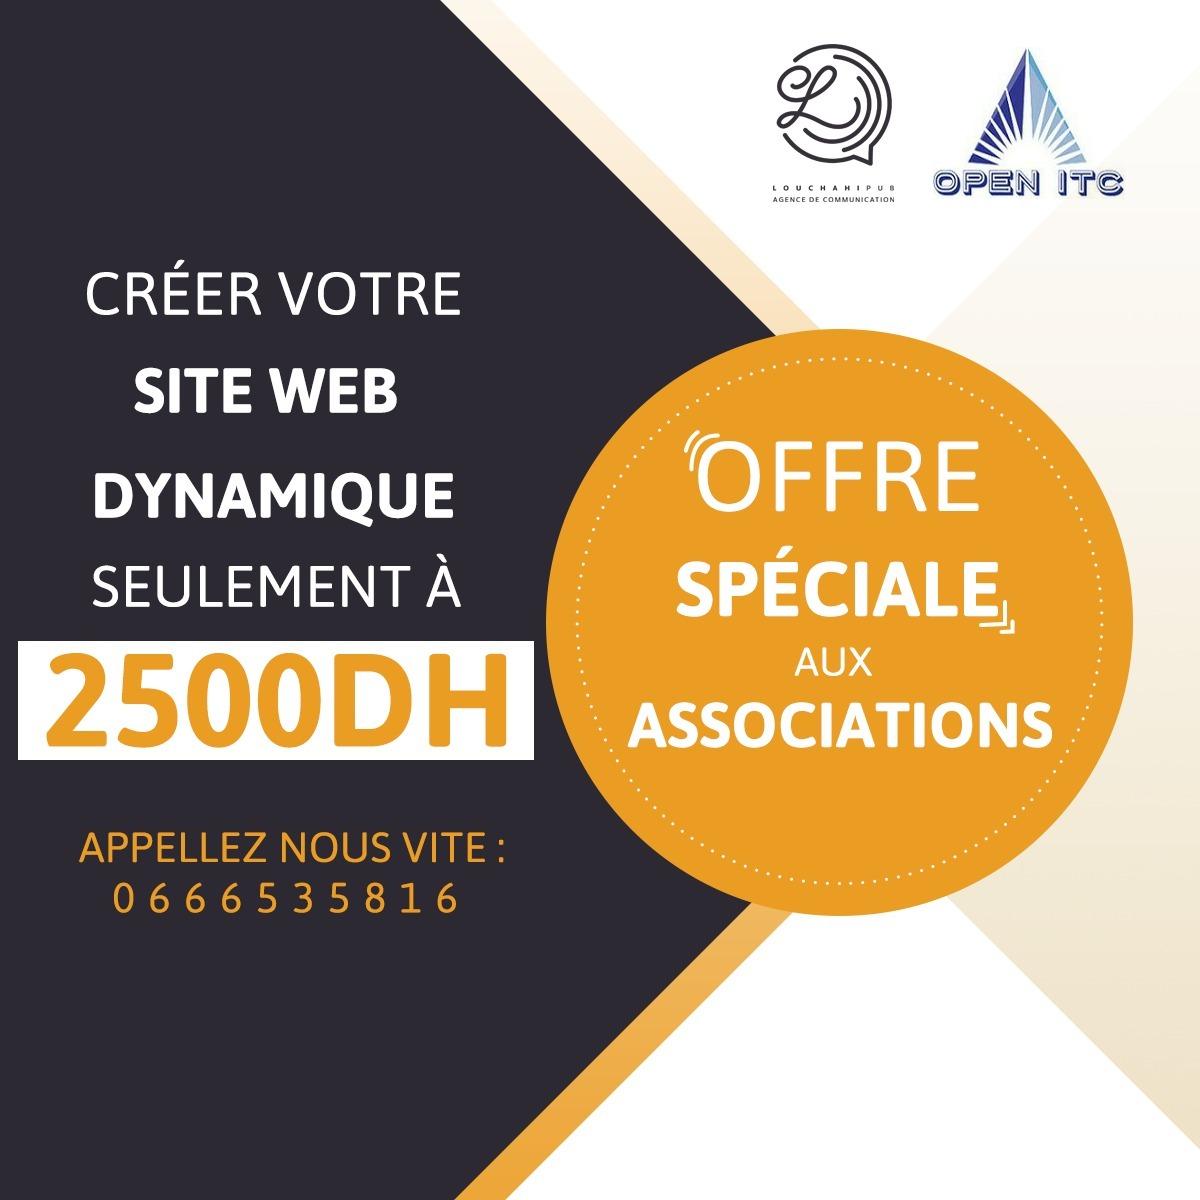 LOUCHAHIPUB
AGENCE DE COMMUNICATION
OPEN ITC
CRÉER VOTRE
SITE WEB
DYNAMIQUE
SEULEMENT À
2500DH
APPELLEZ NOUS VITE :
0666535816
OFFRE
SPÉCIALE
AUX
ASSOCIATIONS